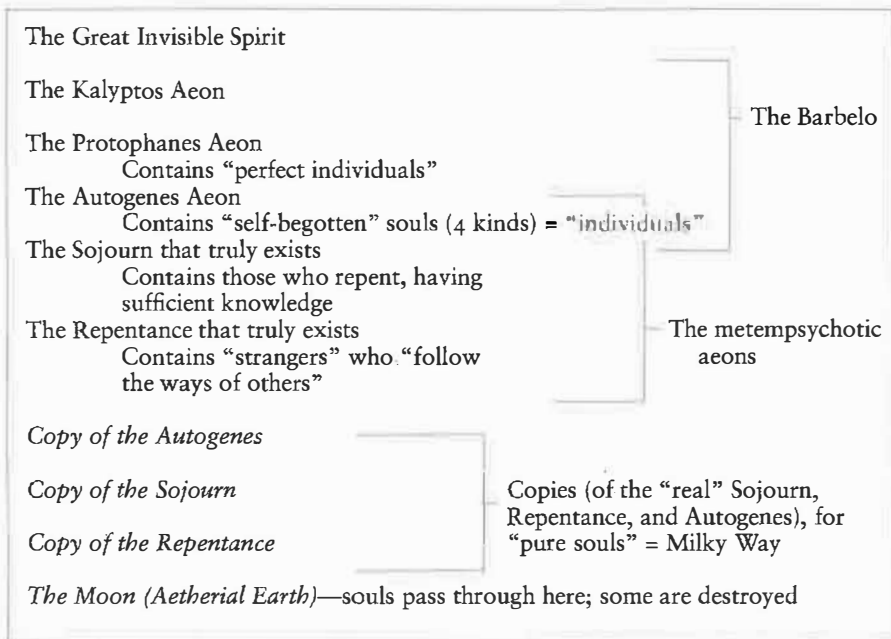 The Great Invisible Spirit
The Kalyptos Aeon
The Barbelo
The Protophanes Aeon
Contains “perfect individuals”
The Autogenes Aeon
Contains “self-begotten” souls (4 kinds) = “individuals”
The Sojourn that truly exists
Contains those who repent, having
sufficient knowledge
The Repentance that truly exists
Contains “strangers” who “follow
the ways of others”
The metempsychotic
aeons
Copy of the Autogenes
Copy of the Sojourn
Copy of the Repentance
Copies (of the “real” Sojourn,
Repentance, and Autogenes), for
“pure souls” = Milky Way
The Moon (Aetherial Earth)—souls pass through here; some are destroyed